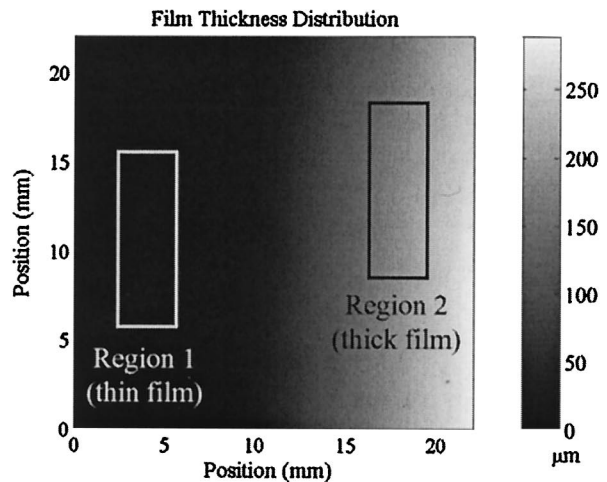 Film Thickness Distribution
20
15
10
5
0
Position (mm)
0
5
10
15
20
Position (mm)
Region 1
(thin film)
Region 2
(thick film)
250
200
150
100
50
0
µm